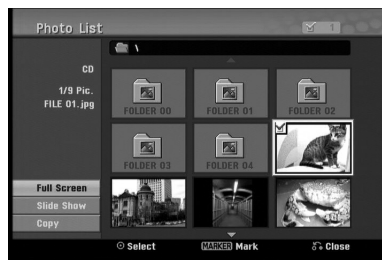 Photo List
1
\
CD
1/9 Pic.
FILE 01.jpg
FOLDER 00
FOLDER 01
FOLDER 02
FOLDER 03
FOLDER 04
Full Screen
Slide Show
Copy
Select
MARKER Mark
Close